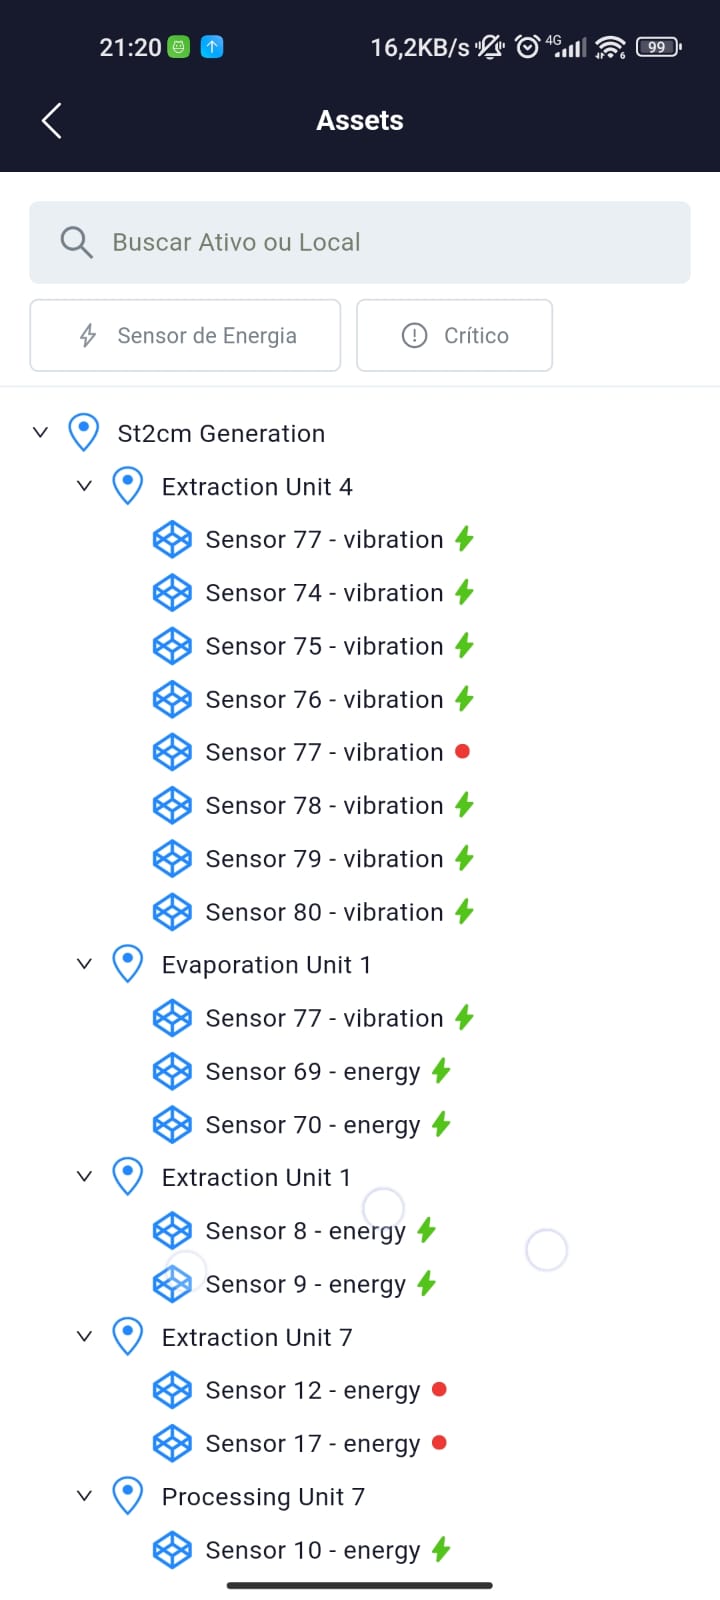 21:20 16,2KB/s 4G 6 99
Assets
Buscar Ativo ou Local
Sensor de Energia Crítico
St2cm Generation
Extraction Unit 4
Sensor 77 - vibration
Sensor 74 - vibration
Sensor 75 - vibration
Sensor 76 - vibration
Sensor 77 - vibration
Sensor 78 - vibration
Sensor 79 - vibration
Sensor 80 - vibration
Evaporation Unit 1
Sensor 77 - vibration
Sensor 69 - energy
Sensor 70 - energy
Extraction Unit 1
Sensor 8 - energy
Sensor 9 - energy
Extraction Unit 7
Sensor 12 - energy
Sensor 17 - energy
Processing Unit 7
Sensor 10 - energy